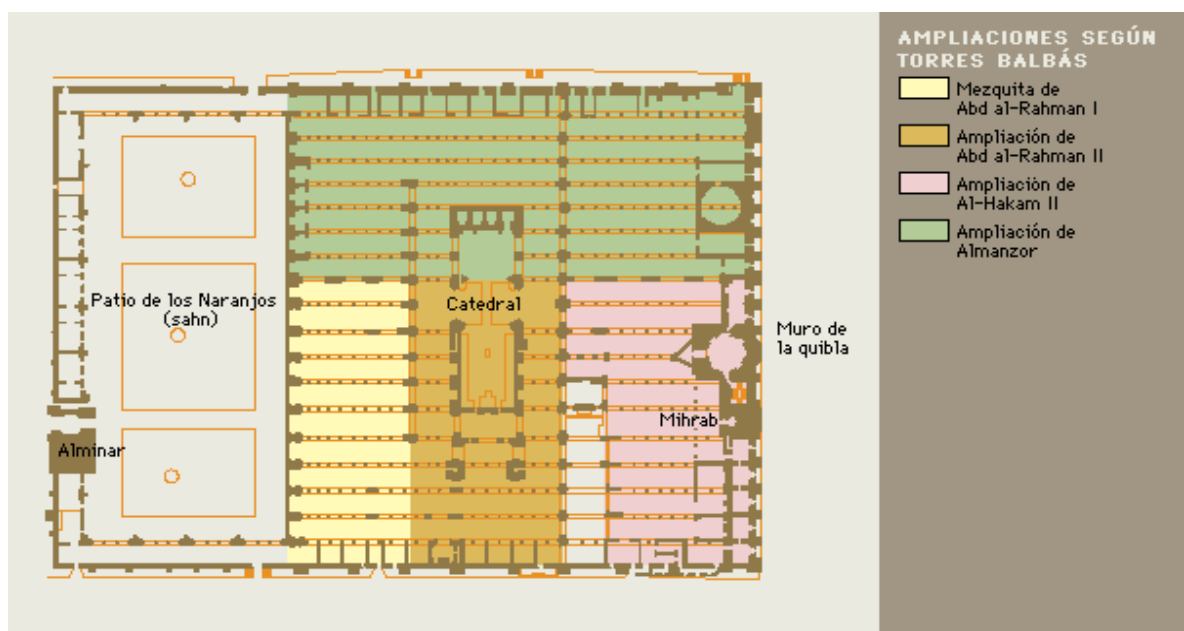 AMPLIACIONES SEGÚN
TORRES BALBÁS
Mezquita de
Abd al-Rahman I
Ampliación de
Abd al-Rahman II
Ampliación de
Al-Hakam II
Ampliación de
Almanzor
Patio de los Naranjos
(sahn)
Catedral
Muro de
la quibla
Mihrab
Alminar